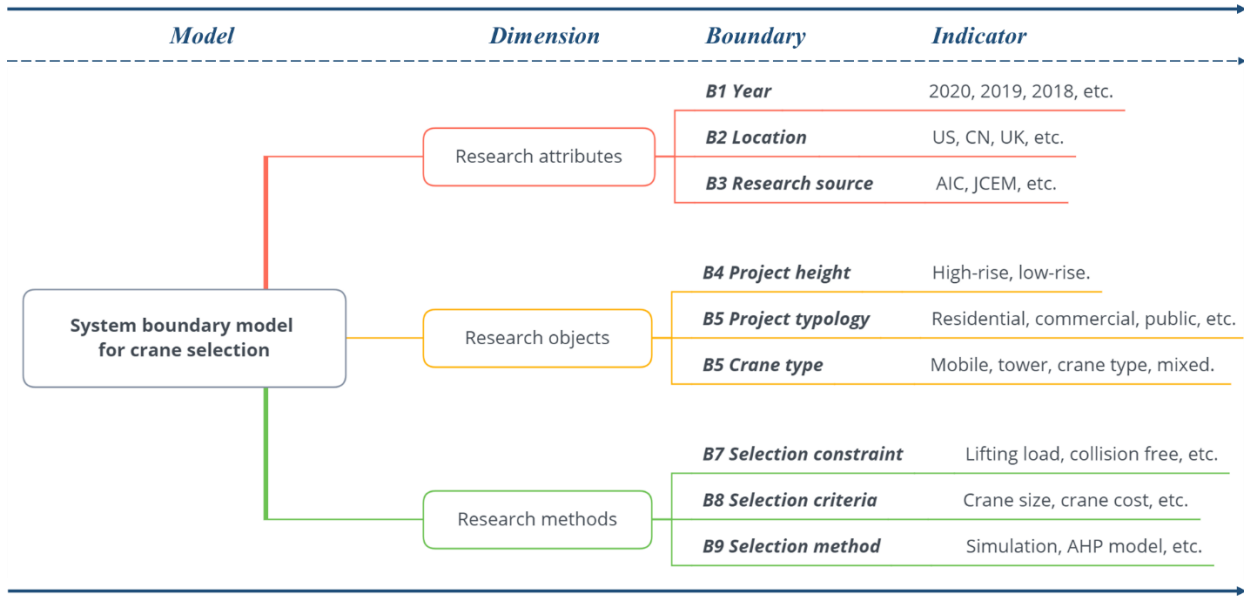 Model Dimension Boundary Indicator
B1 Year 2020, 2019, 2018, etc.
Research attributes
B2 Location US, CN, UK, etc.
B3 Research source AIC, JCEM, etc.
System boundary model
for crane selection
B4 Project height High-rise, low-rise.
Research objects
B5 Project typology Residential, commercial, public, etc.
B5 Crane type Mobile, tower, crane type, mixed.
B7 Selection constraint Lifting load, collision free, etc.
Research methods
B8 Selection criteria Crane size, crane cost, etc.
B9 Selection method Simulation, AHP model, etc.